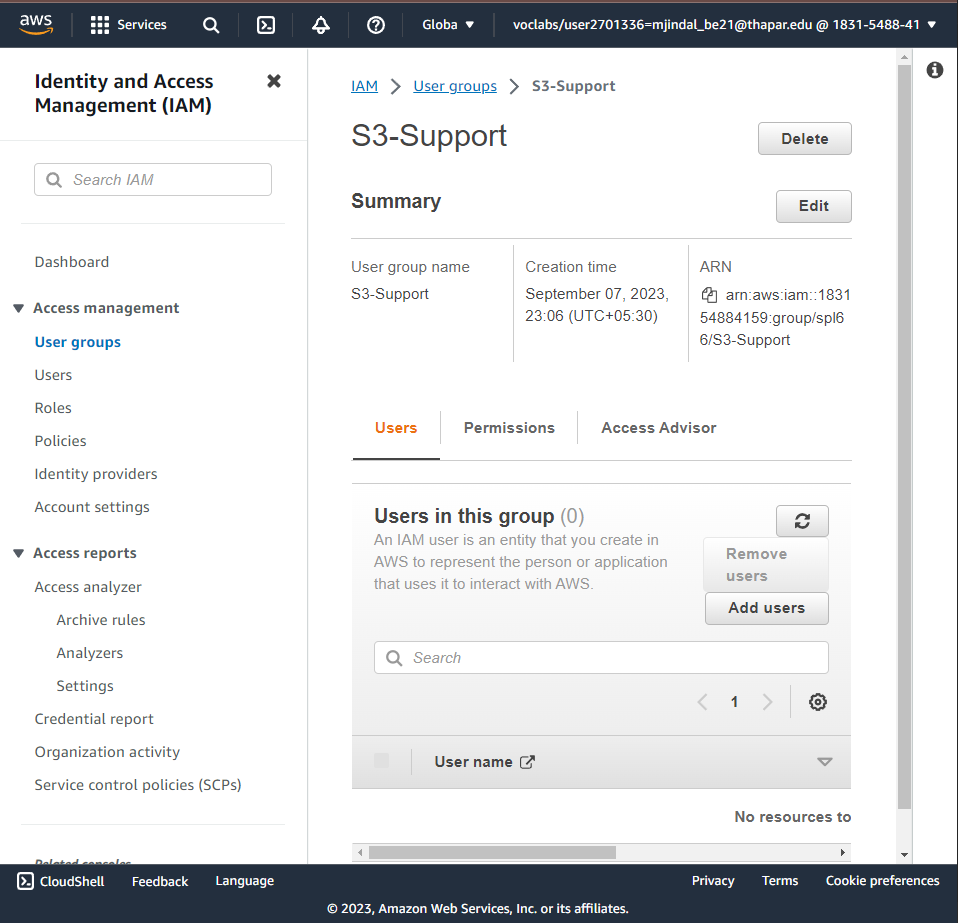 aws Services Globa voclabs/user2701336=mjindal_be21@thapar.edu @ 1831-5488-41
Identity and Access
Management (IAM)
Search IAM
Dashboard
Access management
User groups
Users
Roles
Policies
Identity providers
Account settings
Access reports
Access analyzer
Archive rules
Analyzers
Settings
Credential report
Organization activity
Service control policies (SCPs)
Related consoles
IAM > User groups > S3-Support
S3-Support
Delete
Summary
Edit
User group name
S3-Support
Creation time
September 07, 2023,
23:06 (UTC+05:30)
ARN
arn:aws:iam::1831
54884159:group/spl6
6/S3-Support
Users Permissions Access Advisor
Users in this group (0)
An IAM user is an entity that you create in
AWS to represent the person or application
that uses it to interact with AWS.
Remove
users
Add users
Search
1
User name
No resources to
CloudShell Feedback Language Privacy Terms Cookie preferences
© 2023, Amazon Web Services, Inc. or its affiliates.